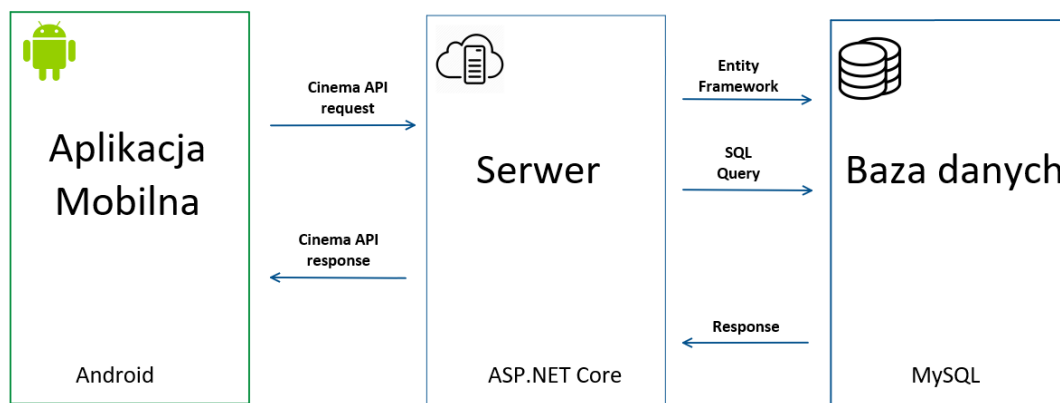 Aplikacja
Mobilna
Android
Cinema API
request
Cinema API
response
Serwer
ASP.NET Core
Entity
Framework
SQL
Query
Response
Baza danych
MySQL